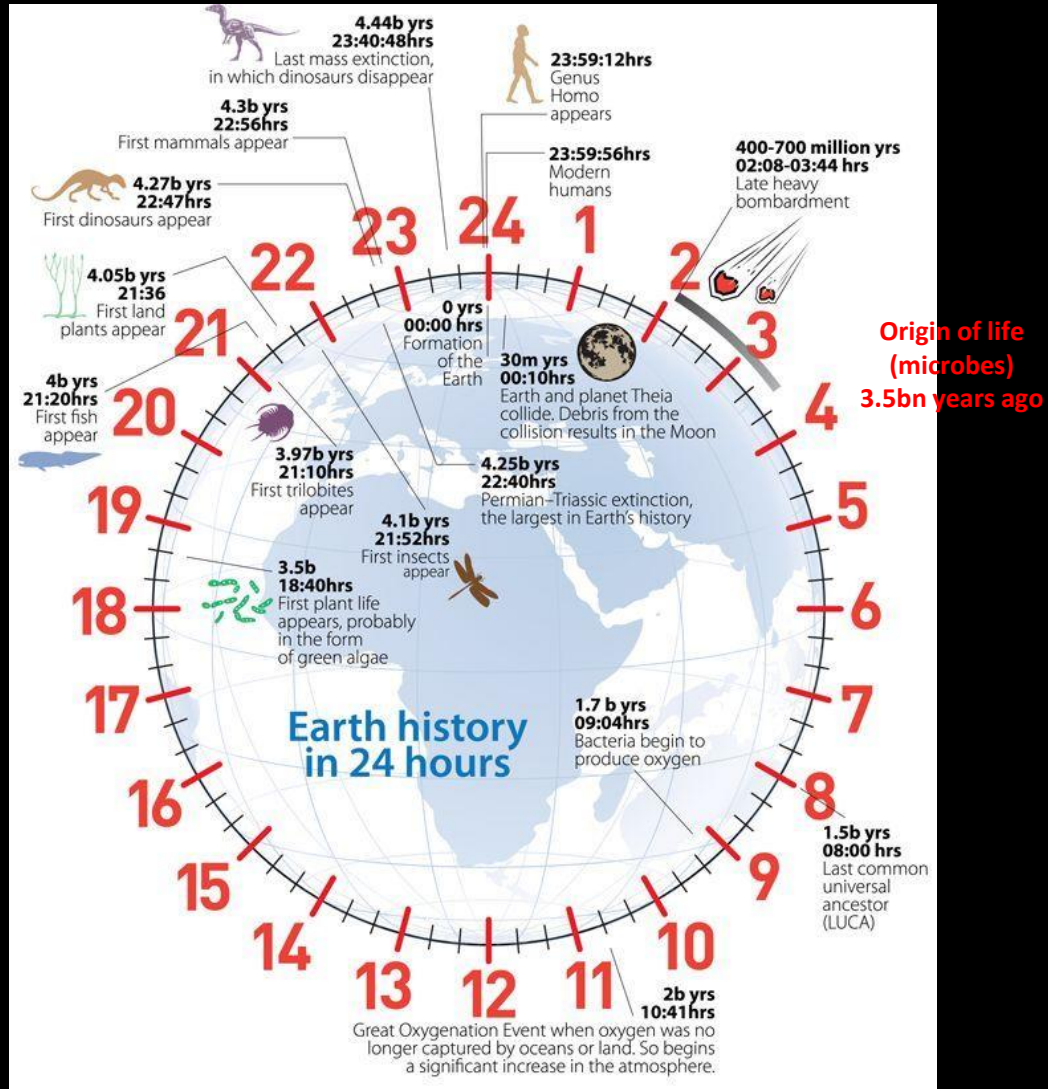 4.44b yrs
23:40:48hrs
Last mass extinction,
in which dinosaurs disappear
23:59:12hrs
Genus
Homo
appears
4.3b yrs
22:56hrs
First mammals appear
23:59:56hrs
Modern
humans
400-700 million yrs
02:08-03:44 hrs
Late heavy
bombardment
4.27b yrs
22:47hrs
First dinosaurs appear
4.05b yrs
21:36
First land
plants appear
4b yrs
21:20hrs
First fish
appear
24
1
2
3
4
5
6
7
8
9
10
11
12
13
14
15
16
17
18
19
20
21
22
23
0 yrs
00:00 hrs
Formation
of the
Earth
30m yrs
00:10hrs
Earth and planet Theia
collide. Debris from the
collision results in the Moon
Origin of life
(microbes)
3.5bn years ago
3.97b yrs
21:10hrs
First trilobites
appear
4.25b yrs
22:40hrs
Permian–Triassic extinction,
the largest in Earth's history
4.1b yrs
21:52hrs
First insects
appear
3.5b
18:40hrs
First plant life
appears, probably
in the form
of green algae
Earth history
in 24 hours
1.7 b yrs
09:04hrs
Bacteria begin to
produce oxygen
1.5b yrs
08:00 hrs
Last common
universal
ancestor
(LUCA)
2b yrs
10:41hrs
Great Oxygenation Event when oxygen was no
longer captured by oceans or land. So begins
a significant increase in the atmosphere.